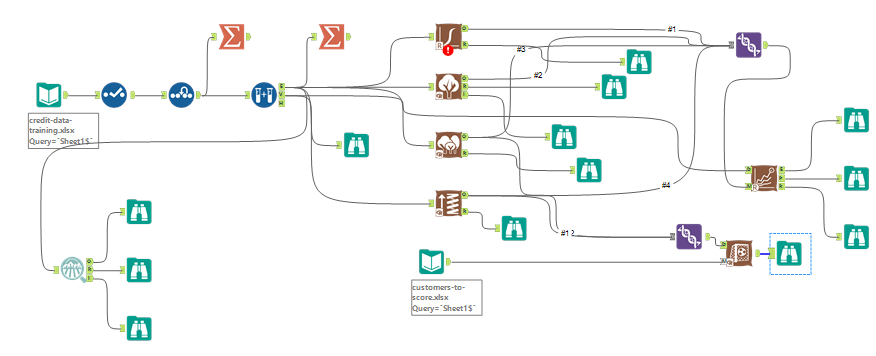 #1
#3
#2
credit-data-
training.xlsx
Query=`Sheet1$`
#4
#1 2
customers-to-
score.xlsx
Query=`Sheet1$`